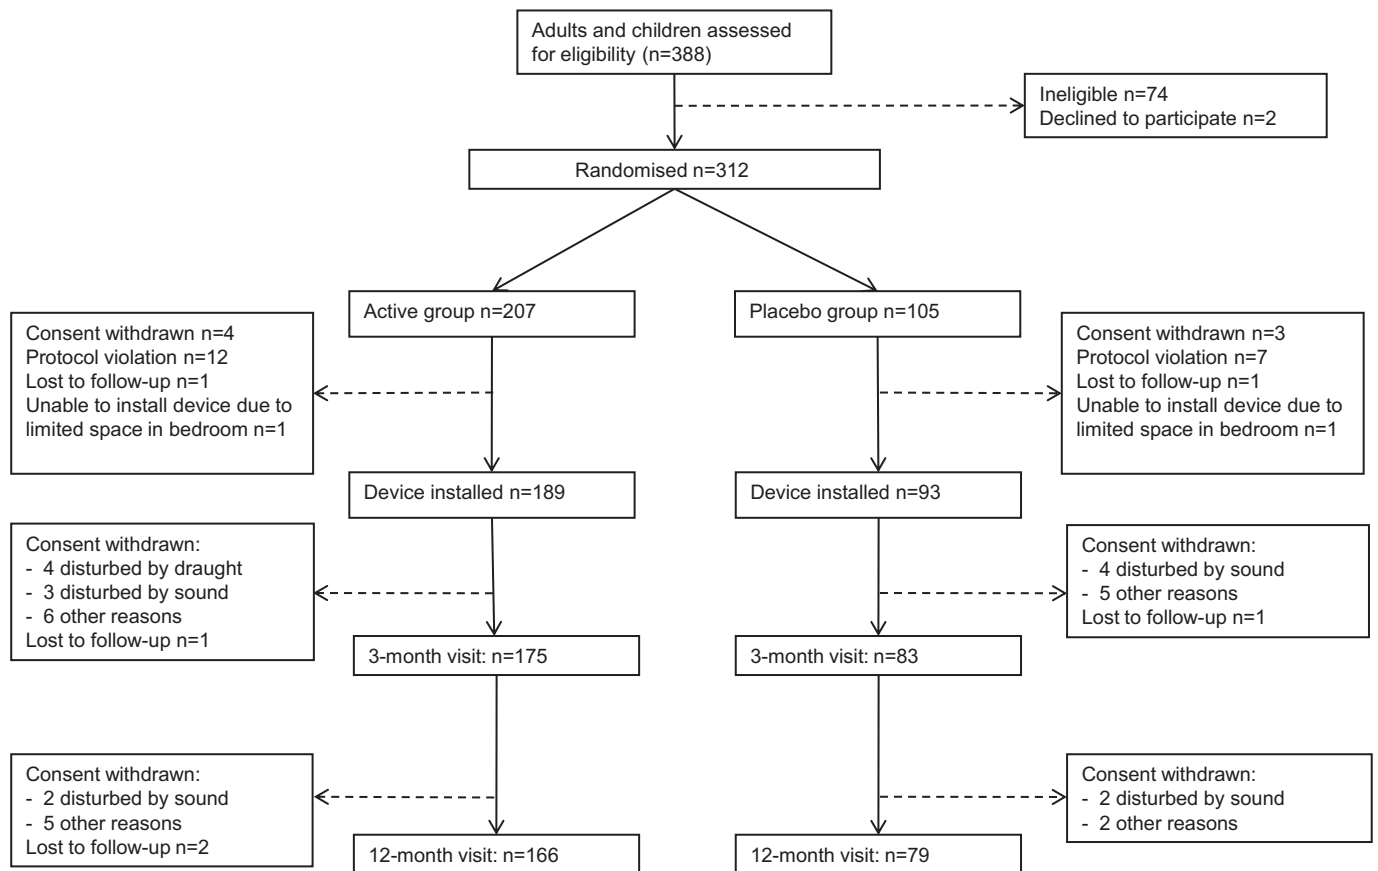 Adults and children assessed
for eligibility (n=388)
Ineligible n=74
Declined to participate n=2
Randomised n=312
Active group n=207
Placebo group n=105
Consent withdrawn n=4
Protocol violation n=12
Lost to follow-up n=1
Unable to install device due to
limited space in bedroom n=1
Consent withdrawn n=3
Protocol violation n=7
Lost to follow-up n=1
Unable to install device due to
limited space in bedroom n=1
Device installed n=189
Device installed n=93
Consent withdrawn:
- 4 disturbed by draught
- 3 disturbed by sound
- 6 other reasons
Lost to follow-up n=1
Consent withdrawn:
- 4 disturbed by sound
- 5 other reasons
Lost to follow-up n=1
3-month visit: n=175
3-month visit: n=83
Consent withdrawn:
- 2 disturbed by sound
- 5 other reasons
Lost to follow-up n=2
Consent withdrawn:
- 2 disturbed by sound
- 2 other reasons
12-month visit: n=166
12-month visit: n=79